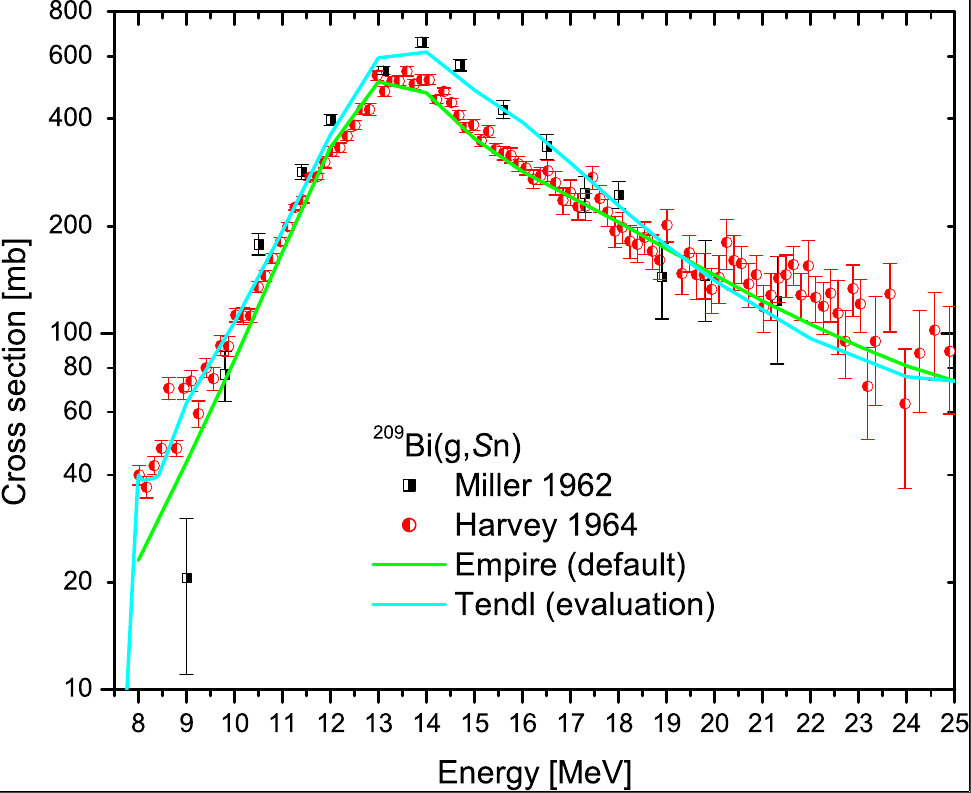 800
600
400
200
100
80
60
40
20
10
Cross section [mb]
²⁰⁹Bi(g,Sn)
Miller 1962
Harvey 1964
Empire (default)
Tendl (evaluation)
8 9 10 11 12 13 14 15 16 17 18 19 20 21 22 23 24 25
Energy [MeV]